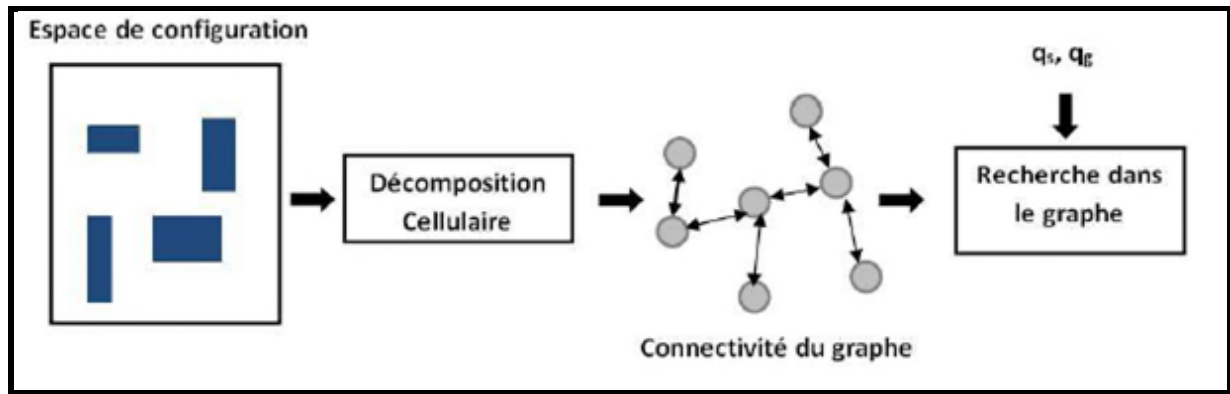 Espace de configuration
qs, qg
Décomposition
Cellulaire
Recherche dans
le graphe
Connectivité du graphe